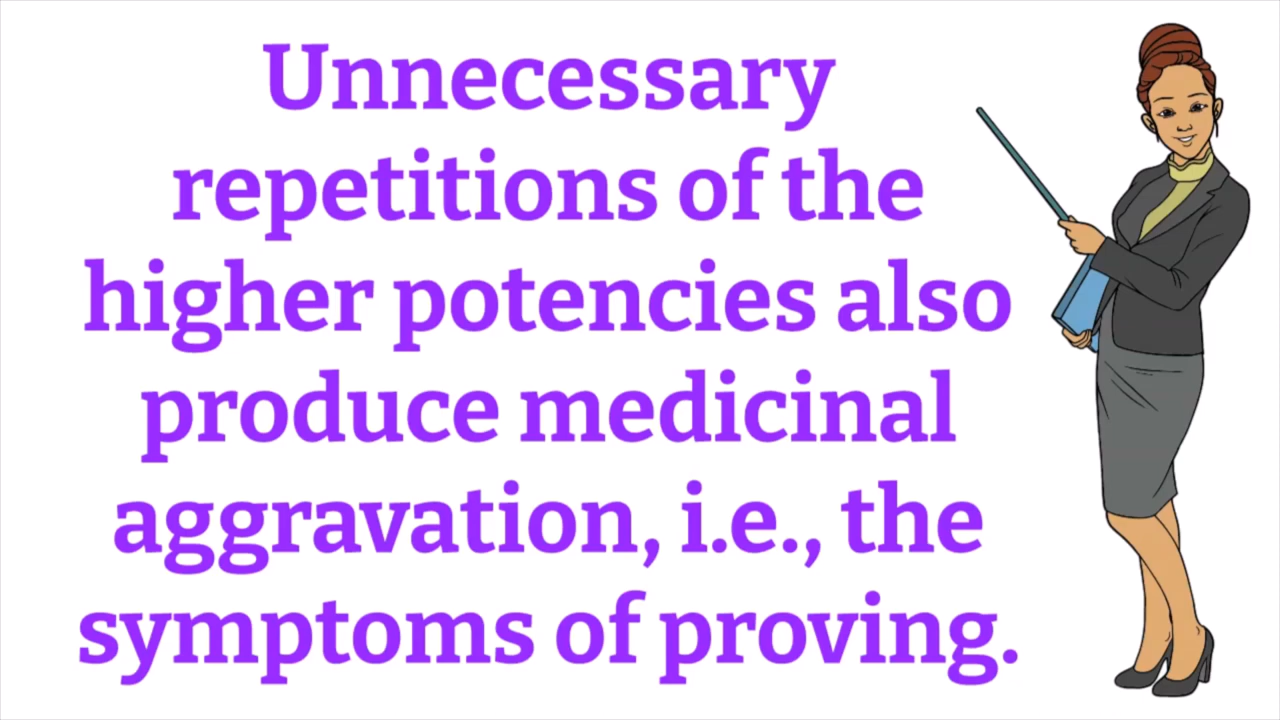 Unnecessary
repetitions of the
higher potencies also
produce medicinal
aggravation, i.e., the
symptoms of proving.